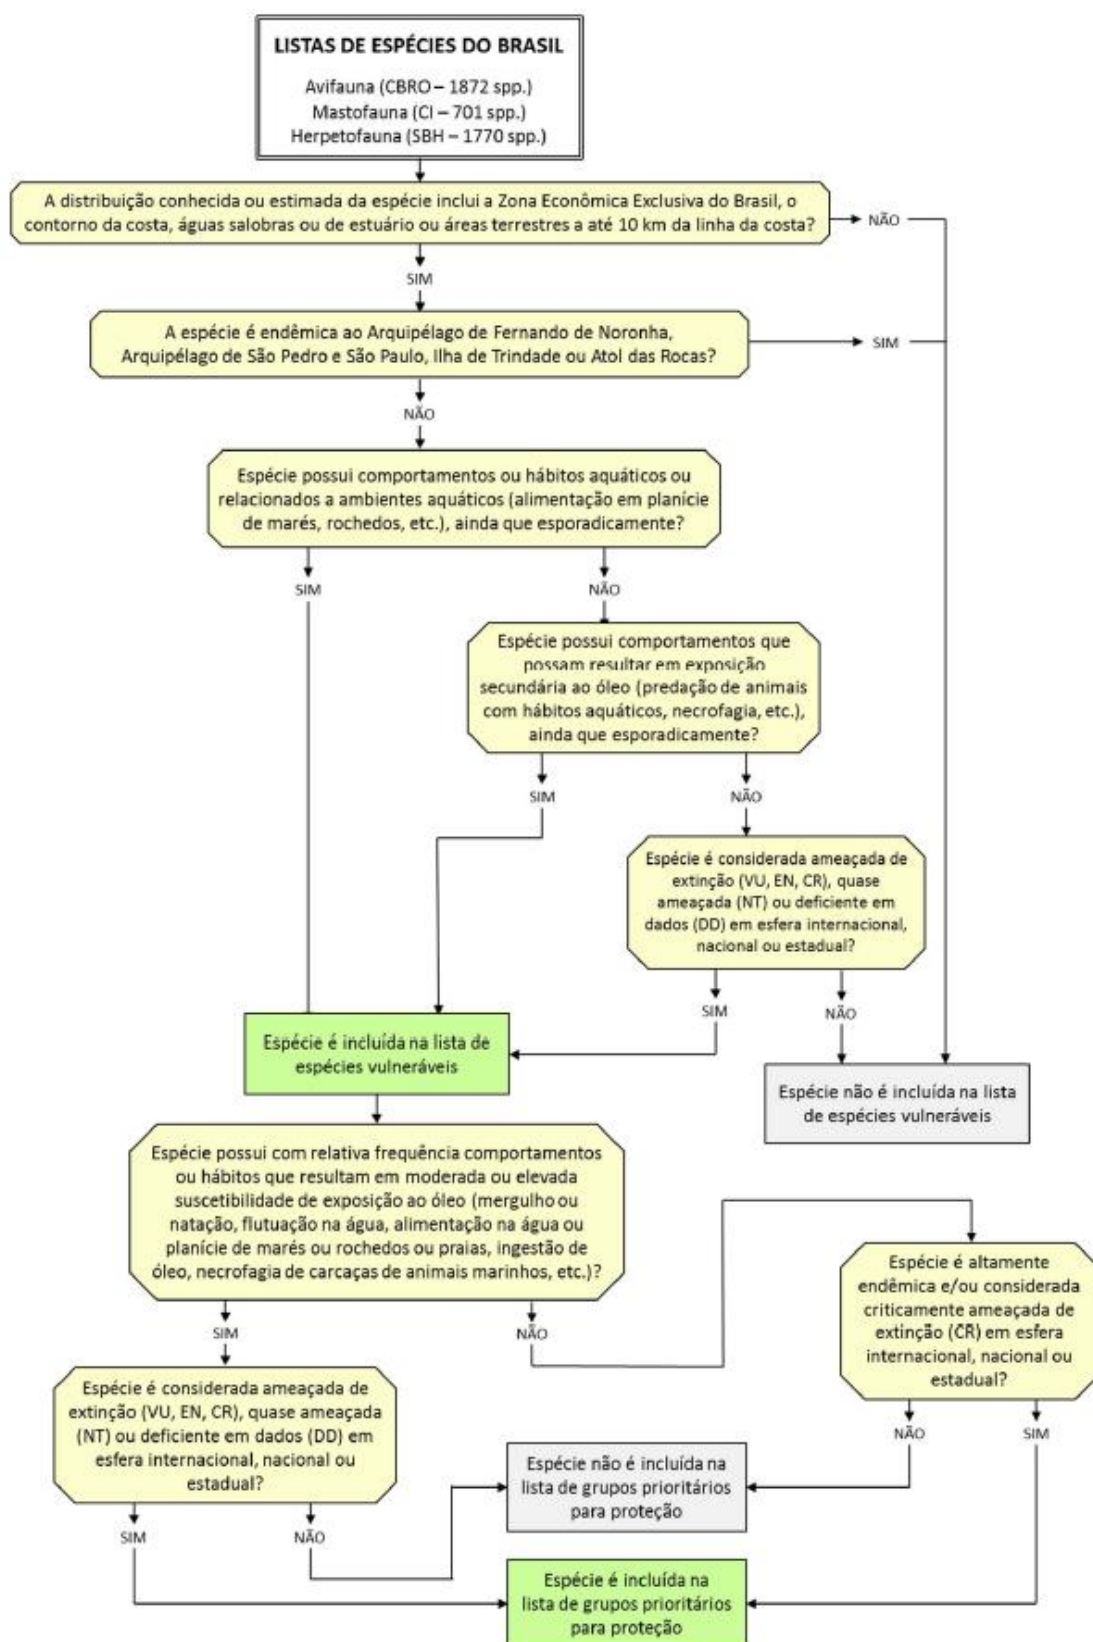 LISTAS DE ESPÉCIES DO BRASIL
Avifauna (CBRO – 1872 spp.)
Mastofauna (CI – 701 spp.)
Herpetofauna (SBH – 1770 spp.)
A distribuição conhecida ou estimada da espécie inclui a Zona Econômica Exclusiva do Brasil, o
contorno da costa, águas salobras ou de estuário ou áreas terrestres a até 10 km da linha da costa?
NÃO
SIM
A espécie é endêmica ao Arquipélago de Fernando de Noronha,
Arquipélago de São Pedro e São Paulo, Ilha de Trindade ou Atol das Rocas?
SIM
NÃO
Espécie possui comportamentos ou hábitos aquáticos ou
relacionados a ambientes aquáticos (alimentação em planície
de marés, rochedos, etc.), ainda que esporadicamente?
SIM
NÃO
Espécie possui comportamentos que
possam resultar em exposição
secundária ao óleo (predação de animais
com hábitos aquáticos, necrofagia, etc.),
ainda que esporadicamente?
SIM
NÃO
Espécie é considerada ameaçada de
extinção (VU, EN, CR), quase
ameaçada (NT) ou deficiente em
dados (DD) em esfera internacional,
nacional ou estadual?
SIM
NÃO
Espécie é incluída na lista de
espécies vulneráveis
Espécie não é incluída na lista
de espécies vulneráveis
Espécie possui com relativa frequência comportamentos
ou hábitos que resultam em moderada ou elevada
suscetibilidade de exposição ao óleo (mergulho ou
natação, flutuação na água, alimentação na água ou
planície de marés ou rochedos ou praias, ingestão de
óleo, necrofagia de carcaças de animais marinhos, etc.)?
SIM
NÃO
Espécie é altamente
endêmica e/ou considerada
criticamente ameaçada de
extinção (CR) em esfera
internacional, nacional ou
estadual?
NÃO
SIM
Espécie é considerada ameaçada de
extinção (VU, EN, CR), quase ameaçada
(NT) ou deficiente em dados (DD) em
esfera internacional, nacional ou
estadual?
SIM
NÃO
Espécie não é incluída na
lista de grupos prioritários
para proteção
Espécie é incluída na
lista de grupos prioritários
para proteção